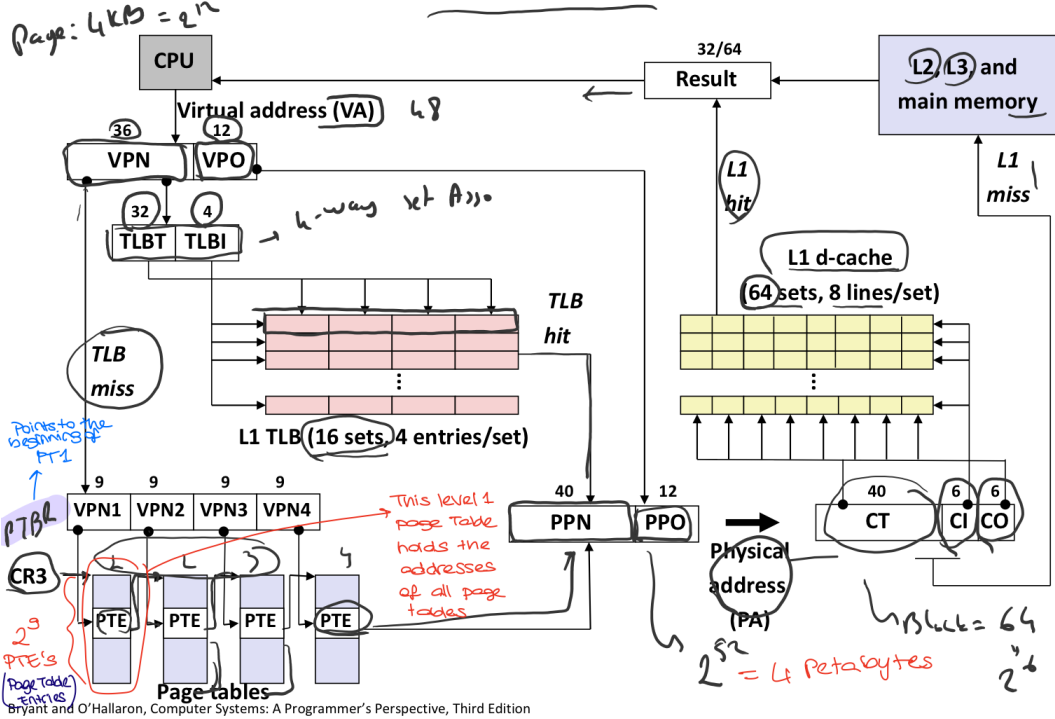 Page: 4KB = 2^12
CPU
32/64
Result
L2, L3, and
main memory
Virtual address (VA) 48
36 12
VPN VPO
L1
miss
L1
hit
32 4
TLBT TLBI
→ 4-way set Asso
L1 d-cache
(64 sets, 8 lines/set)
TLB
hit
TLB
miss
...
...
L1 TLB (16 sets, 4 entries/set)
Points to the
beginning of
PT1
PTBR
9 9 9 9
VPN1 VPN2 VPN3 VPN4
This level 1
page Table
holds the
addresses
of all page
tables
40 12
PPN PPO
40 6 6
CT CI CO
Physical
address
(PA)
CR3
3 4
PTE PTE PTE PTE
2^9
PTE's
(Page Table
Entries)
Page tables
2^52 = 4 Petabytes
Block = 64
2^6
Bryant and O'Hallaron, Computer Systems: A Programmer's Perspective, Third Edition